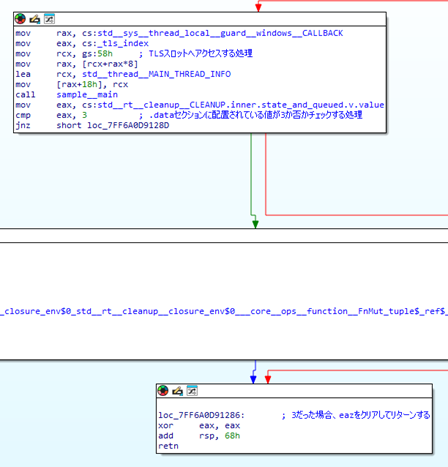 mov     rax, cs:std__sys__thread_local__guard__windows__CALLBACK
mov     eax, cs:_tls_index
mov     rcx, gs:58h     ; TLSスロットへアクセスする処理
mov     rax, [rcx+rax*8]
lea     rcx, std__thread__MAIN_THREAD_INFO
mov     [rax+18h], rcx
call    sample__main
mov     eax, cs:std__rt__cleanup__CLEANUP.inner.state_and_queued.v.value
cmp     eax, 3          ; .dataセクションに配置されている値が3か否かチェックする処理
jnz     short loc_7FF6A0D9128D
_closure_env$0_std__rt__cleanup__closure_env$0___core__ops__function__FnMut_tuple$_ref$_
loc_7FF6A0D91286:       ; 3だった場合、eazをクリアしてリターンする
xor     eax, eax
add     rsp, 68h
retn